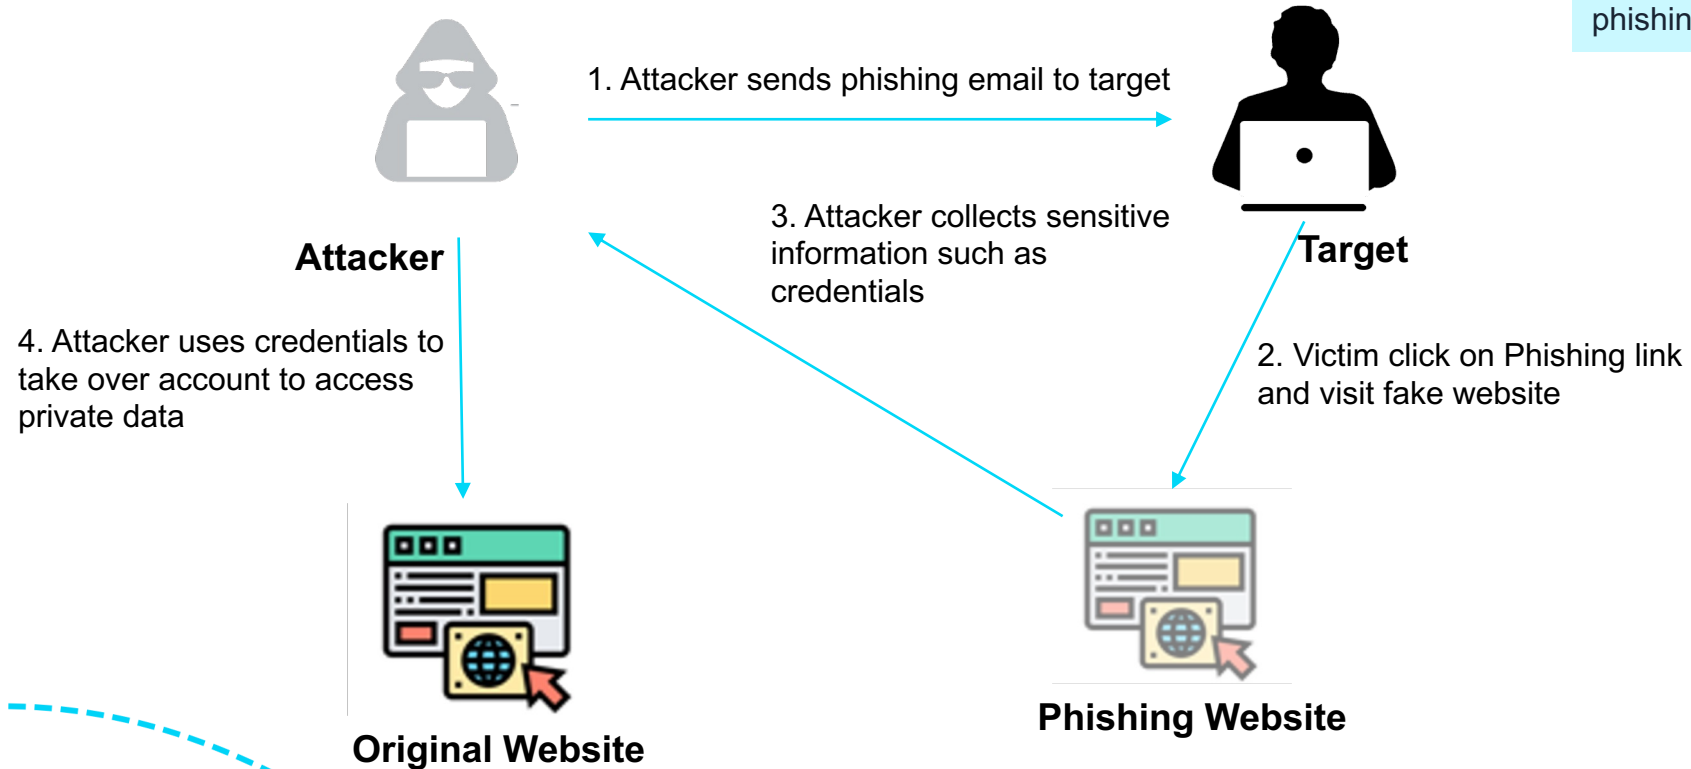 phishin
1. Attacker sends phishing email to target
3. Attacker collects sensitive
information such as
credentials
Attacker
Target
4. Attacker uses credentials to
take over account to access
private data
2. Victim click on Phishing link
and visit fake website
Phishing Website
Original Website